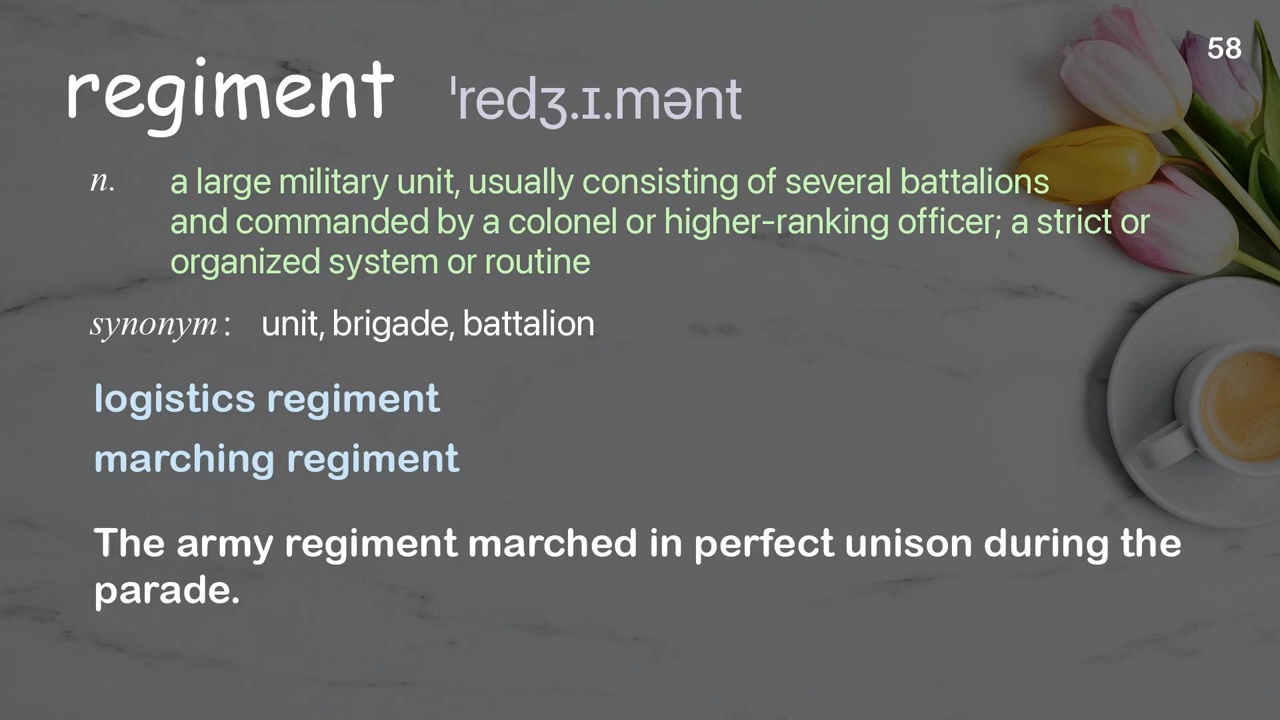 58
regiment ˈredʒ.ɪ.mənt
n. a large military unit, usually consisting of several battalions
and commanded by a colonel or higher-ranking officer; a strict or
organized system or routine
synonym: unit, brigade, battalion
logistics regiment
marching regiment
The army regiment marched in perfect unison during the
parade.